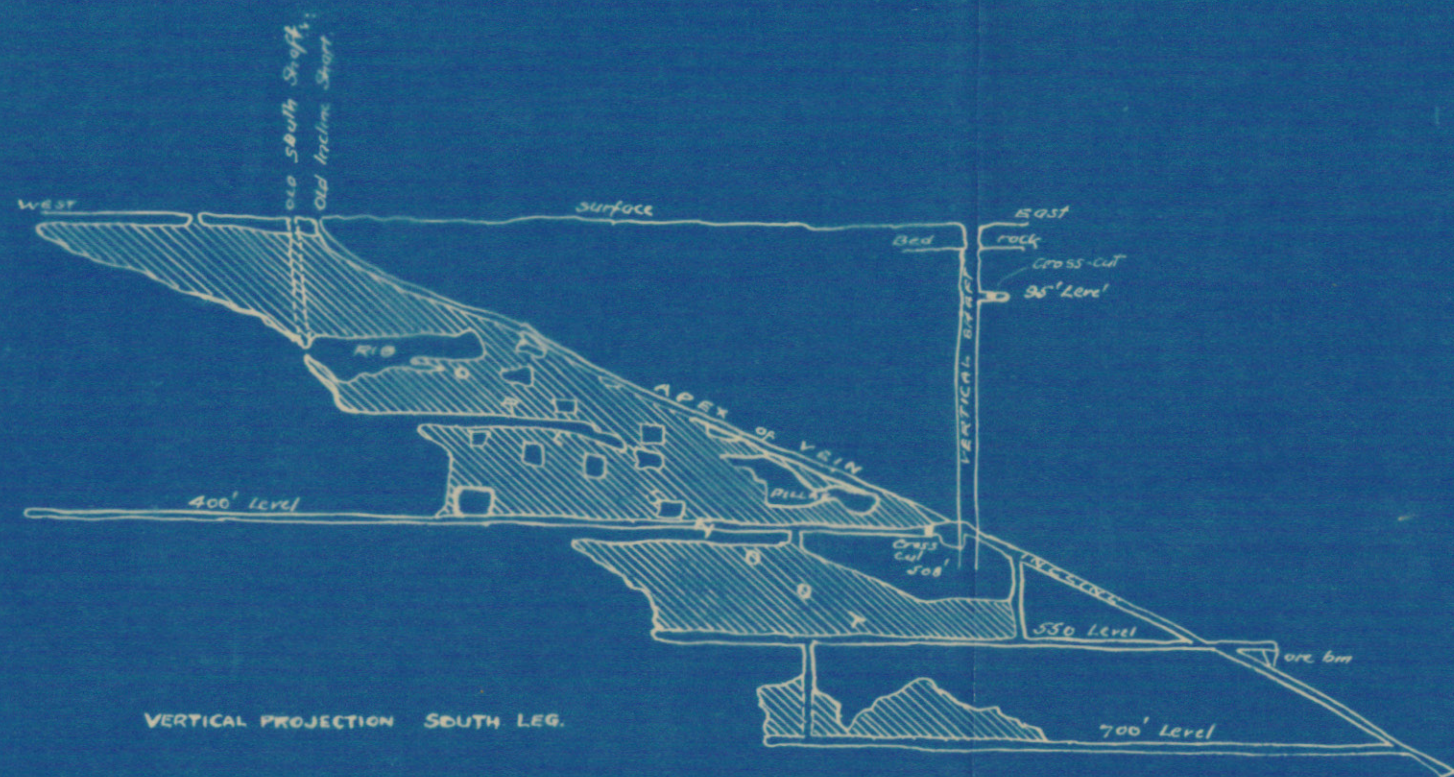 OLD SOUTH Shaft
Old Incline Shaft
WEST
surface
East
Bed rock
Cross-cut
95' Level
VERTICAL SHAFT
RIB
APEX OF VEIN
O
R
E
S
N
O
O
Y
PILLAR
400' Level
Cross
Cut
508'
INCLINE
550 Level
ore bin
VERTICAL PROJECTION SOUTH LEG.
700' Level